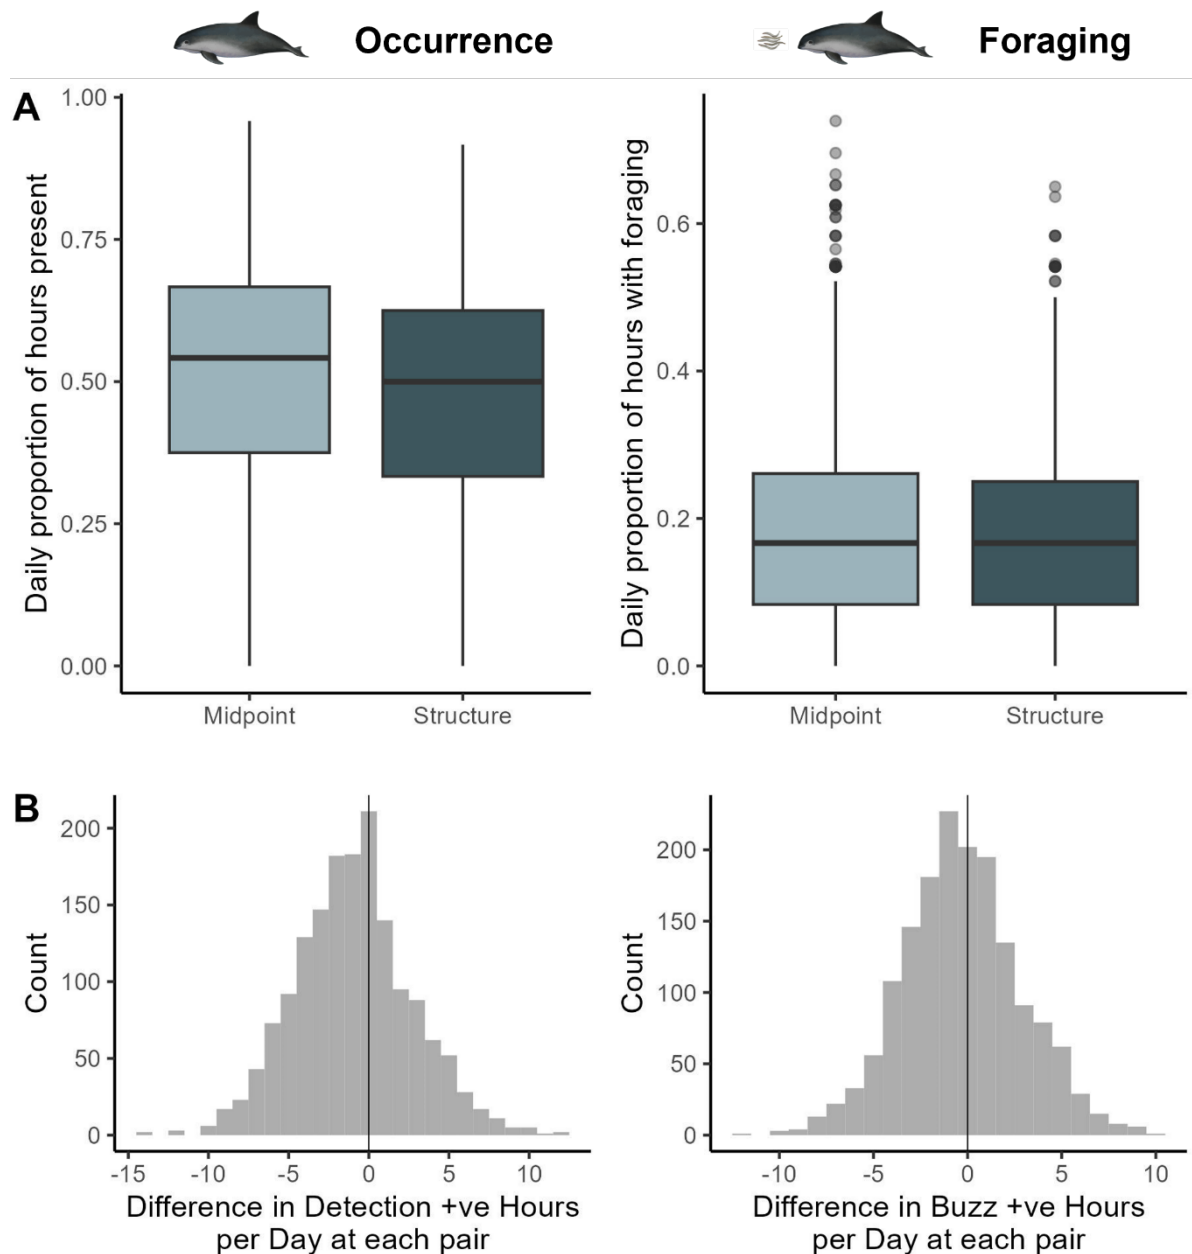 Occurrence
Foraging
A
Daily proportion of hours present
1.00
0.75
0.50
0.25
0.00
Midpoint
Structure
Daily proportion of hours with foraging
0.6
0.4
0.2
0.0
Midpoint
Structure
B
Count
200
150
100
50
0
-15
-10
-5
0
5
10
Difference in Detection +ve Hours
per Day at each pair
Count
200
150
100
50
0
-10
-5
0
5
10
Difference in Buzz +ve Hours
per Day at each pair